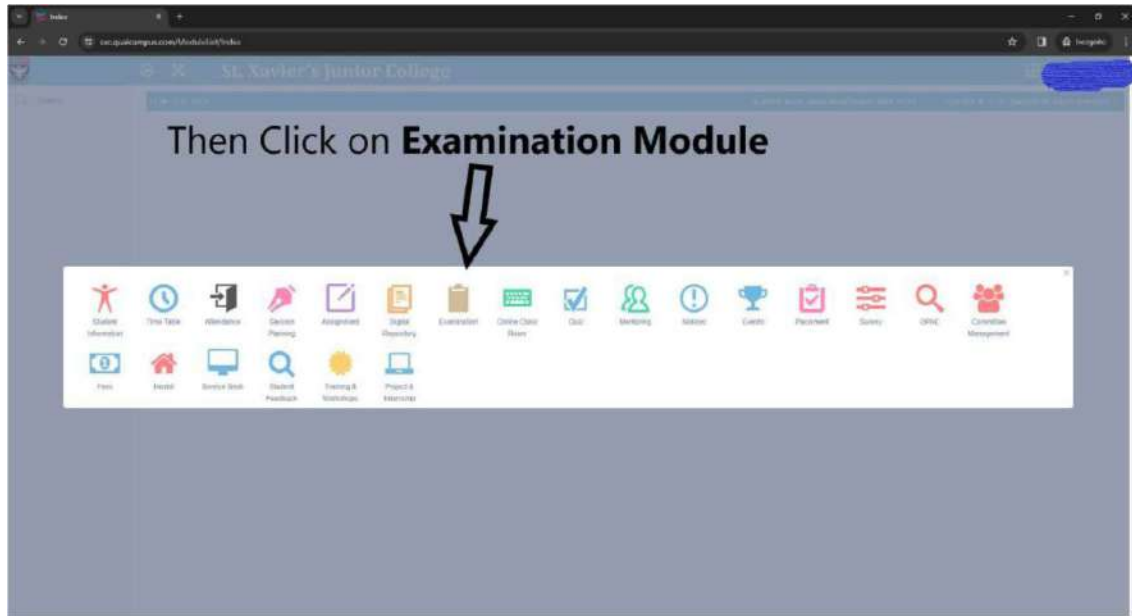 Index
Incognito
St. Xavier's Junior College
Then Click on Examination Module
Student Information
Time Table
Attendance
Session Planning
Assignment
Digital Repository
Examination
Online Class Room
Quiz
Mentoring
Notices
Events
Placement
Survey
Committee Management
Fees
Hostel
Service Desk
Student Feedback
Training & Workshops
Project & Internship